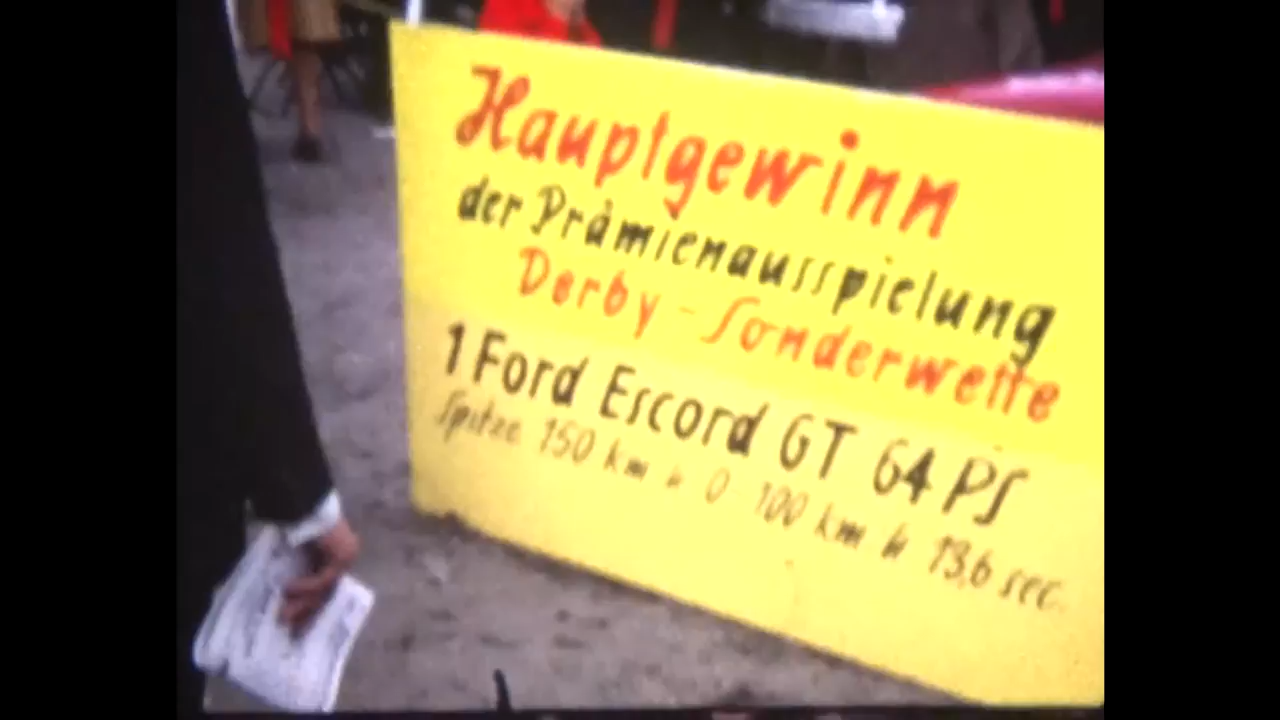 Hauptgewinn
der Prämienausspielung
Derby-Sonderwette
1 Ford Escord GT 64 PS
Spitze 150 km h 0 100 km h 13,6 sec.